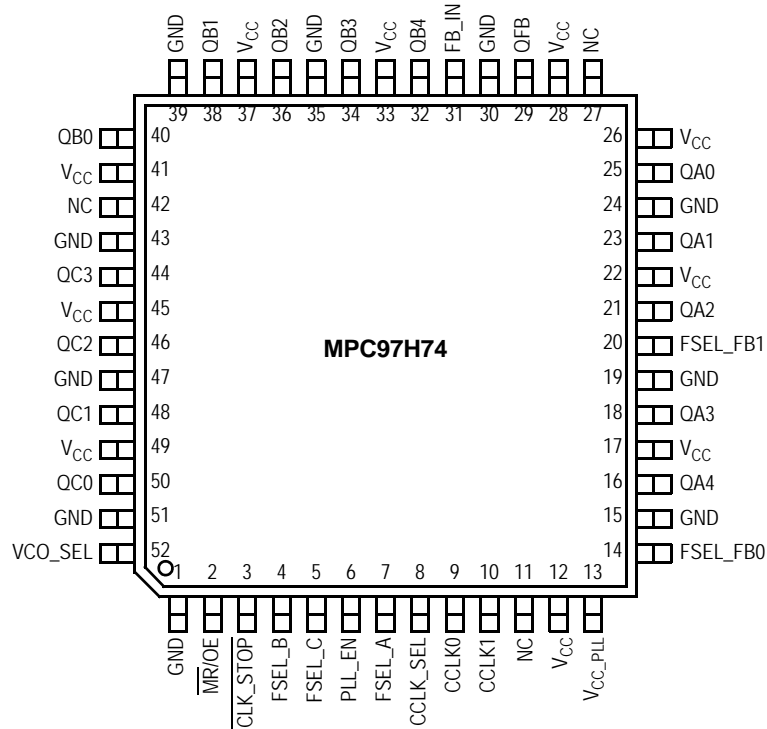 GND QB1 VCC QB2 GND QB3 VCC QB4 FB_IN GND QFB VCC NC
39 38 37 36 35 34 33 32 31 30 29 28 27
QB0 40 26 VCC
VCC 41 25 QA0
NC 42 24 GND
GND 43 23 QA1
QC3 44 22 VCC
VCC 45 21 QA2
QC2 46 20 FSEL_FB1
MPC97H74
GND 47 19 GND
QC1 48 18 QA3
VCC 49 17 VCC
QC0 50 16 QA4
GND 51 15 GND
VCO_SEL 52 14 FSEL_FB0
1 2 3 4 5 6 7 8 9 10 11 12 13
GND MR/OE CLK_STOP FSEL_B FSEL_C PLL_EN FSEL_A CCLK_SEL CCLK0 CCLK1 NC VCC VCC_PLL